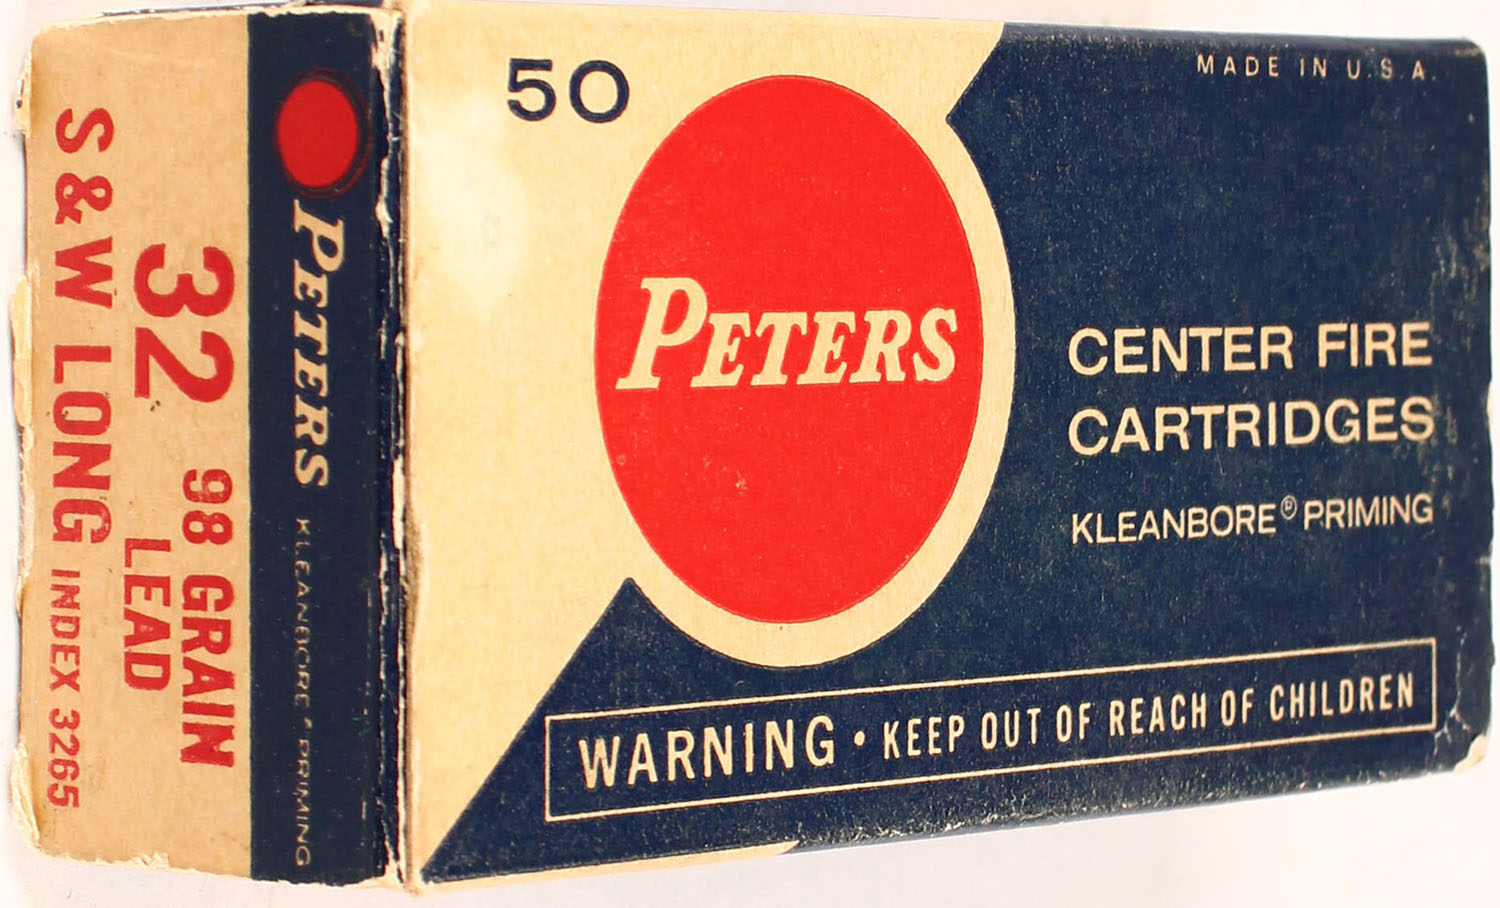 50
MADE IN U.S.A.
PETERS
CENTER FIRE
CARTRIDGES
KLEANBORE® PRIMING
WARNING • KEEP OUT OF REACH OF CHILDREN
PETERS KLEANBORE® PRIMING
32 98 GRAIN
LEAD
S & W LONG INDEX 3265